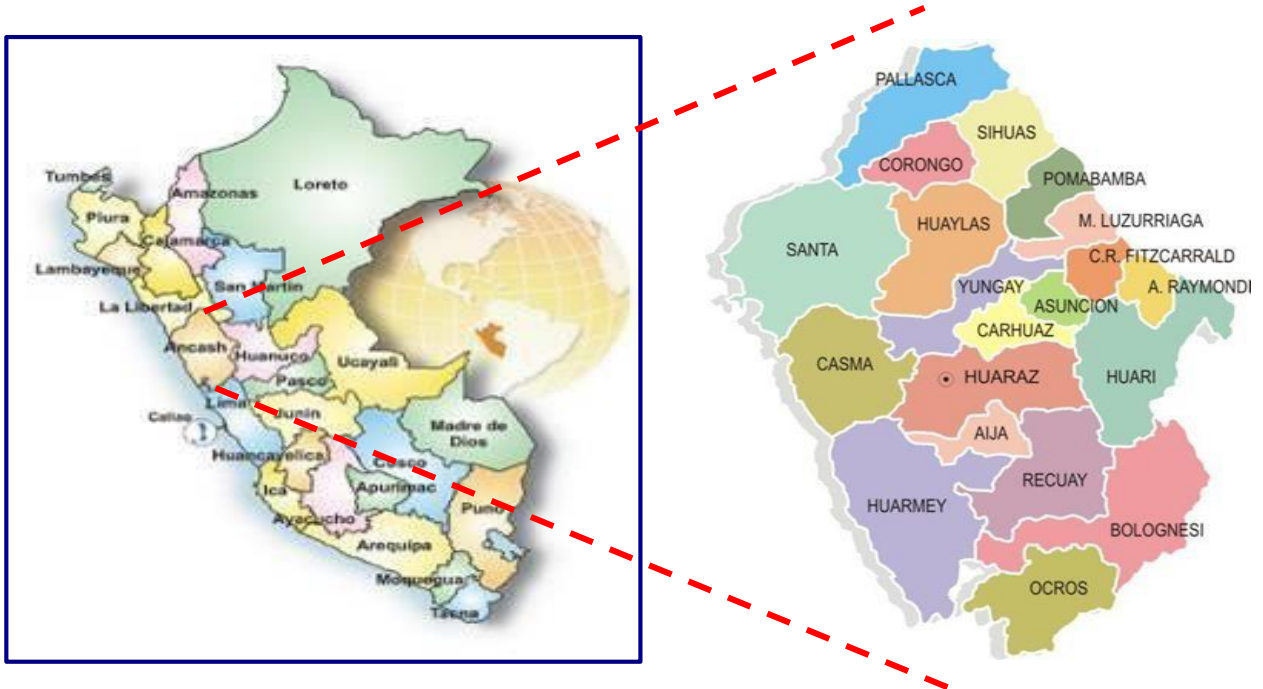 Tumbes
Piura
Amazonas
Loreto
Cajamarca
Lambayeque
San Martin
La Libertad
Ancash
Huanuco
Ucayali
Pasco
Lima
Callao
Junin
Madre de
Dios
Huancavelica
Cusco
Ica
Apurimac
Puno
Ayacucho
Arequipa
Moquegua
Tacna
PALLASCA
SIHUAS
CORONGO
POMABAMBA
HUAYLAS
M. LUZURRIAGA
SANTA
C.R. FITZCARRALD
YUNGAY
A. RAYMONDI
ASUNCION
CARHUAZ
CASMA
HUARAZ
HUARI
AIJA
RECUAY
HUARMEY
BOLOGNESI
OCROS